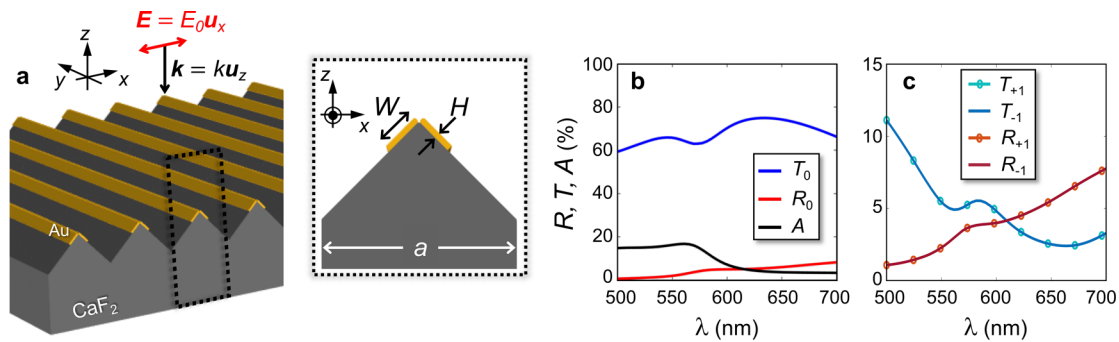 a
z
y
x
E = E₀uₓ
k = ku_z
Au
CaF₂
z
x
W
H
a
b
R, T, A (%)
100
80
60
40
20
0
T₀
R₀
A
500
550
600
650
700
λ (nm)
c
15
10
5
0
T₊₁
T₋₁
R₊₁
R₋₁
500
550
600
650
700
λ (nm)